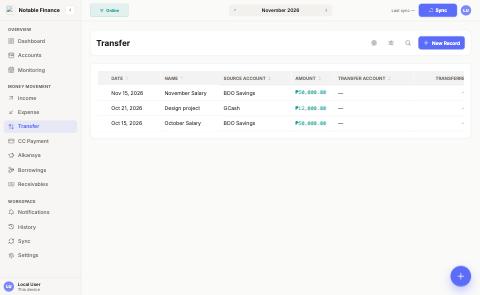 Notable Finance
Online
November 2026
Last sync —
Sync
LU
OVERVIEW
Dashboard
Accounts
Monitoring
MONEY MOVEMENT
Income
Expense
Transfer
CC Payment
Alkansya
Borrowings
Receivables
WORKSPACE
Notifications
History
Sync
Settings
LU
Local User
This device
Transfer
New Record
DATE NAME SOURCE ACCOUNT AMOUNT TRANSFER ACCOUNT TRANSFERRE
Nov 15, 2026 November Salary BDO Savings ₱50,000.00 — -
Oct 21, 2026 Design project GCash ₱12,000.00 — -
Oct 15, 2026 October Salary BDO Savings ₱50,000.00 — -